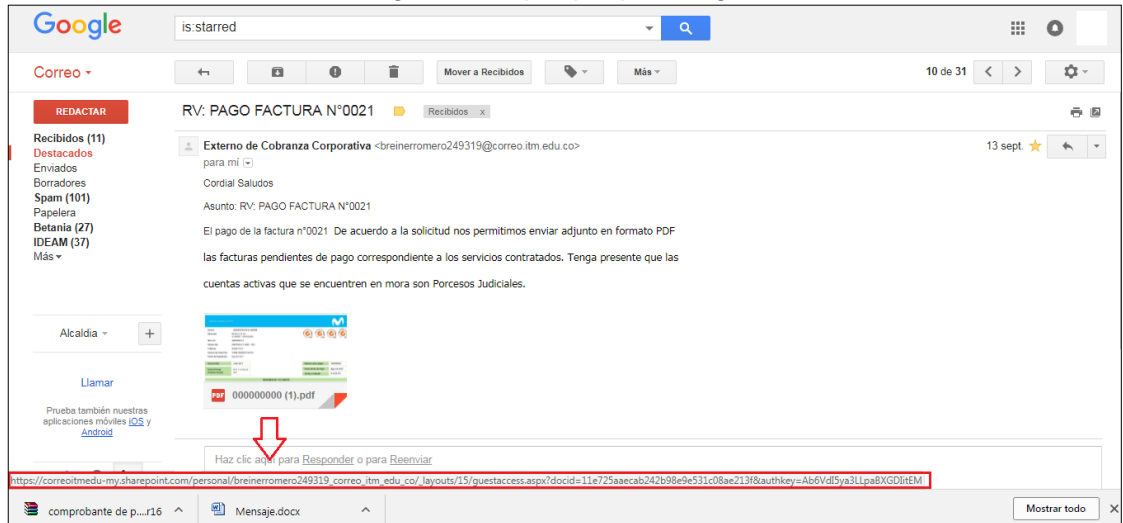 Google
is:starred
Correo
Mover a Recibidos
Más
10 de 31
REDACTAR
RV: PAGO FACTURA N°0021
Recibidos x
Recibidos (11)
Destacados
Enviados
Borradores
Spam (101)
Papelera
Betania (27)
IDEAM (37)
Más
Externo de Cobranza Corporativa <breinerromero249319@correo.itm.edu.co>
13 sept.
para mí
Cordial Saludos
Asunto: RV: PAGO FACTURA N°0021
El pago de la factura n°0021 De acuerdo a la solicitud nos permitimos enviar adjunto en formato PDF
las facturas pendientes de pago correspondiente a los servicios contratados. Tenga presente que las
cuentas activas que se encuentren en mora son Porcesos Judiciales.
PDF 000000000 (1).pdf
Alcaldia
Llamar
Prueba también nuestras
aplicaciones móviles iOS y
Android
Haz clic aquí para Responder o para Reenviar
https://correoitmedu-my.sharepoint.com/personal/breinerromero249319_correo_itm_edu_co/_layouts/15/guestaccess.aspx?docid=11e725aaecab242b98e9e531c08ae213f&authkey=Ab6VdI5ya3LLpaBXGDIitEM
comprobante de p....r16
Mensaje.docx
Mostrar todo